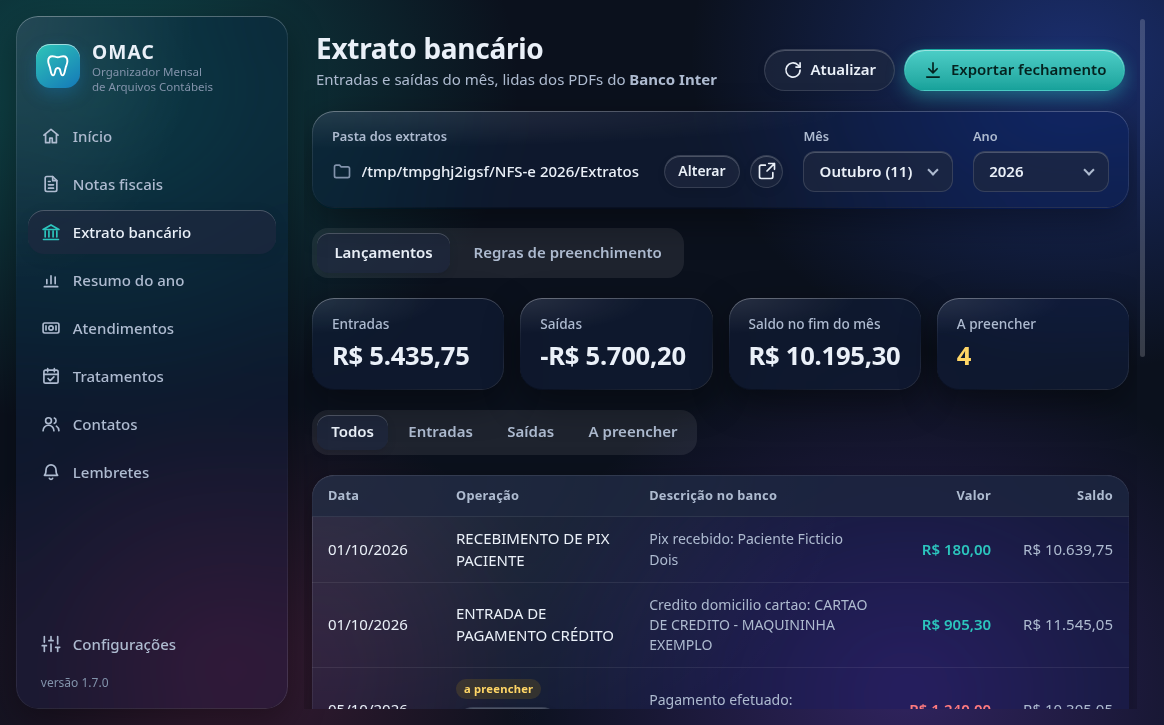 OMAC
Organizador Mensal
de Arquivos Contábeis
Início
Notas fiscais
Extrato bancário
Resumo do ano
Atendimentos
Tratamentos
Contatos
Lembretes
Configurações
versão 1.7.0
Extrato bancário
Entradas e saídas do mês, lidas dos PDFs do Banco Inter
Atualizar
Exportar fechamento
Pasta dos extratos
Mês
Ano
/tmp/tmpghj2igsf/NFS-e 2026/Extratos
Alterar
Outubro (11)
2026
Lançamentos
Regras de preenchimento
Entradas
R$ 5.435,75
Saídas
-R$ 5.700,20
Saldo no fim do mês
R$ 10.195,30
A preencher
4
Todos
Entradas
Saídas
A preencher
Data
Operação
Descrição no banco
Valor
Saldo
01/10/2026
RECEBIMENTO DE PIX
PACIENTE
Pix recebido: Paciente Ficticio
Dois
R$ 180,00
R$ 10.639,75
01/10/2026
ENTRADA DE
PAGAMENTO CRÉDITO
Credito domicilio cartao: CARTAO
DE CREDITO - MAQUININHA
EXEMPLO
R$ 905,30
R$ 11.545,05
a preencher
Pagamento efetuado: